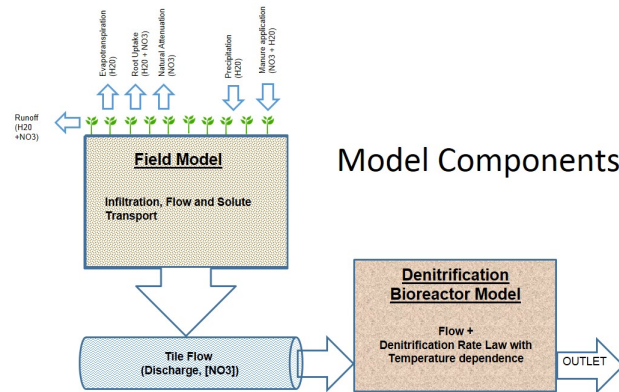 Evapotranspiration
(H20)
Root Uptake
(H20 + NO3)
Natural Attenuation
(NO3)
Precipitation
(H20)
Manure application
(NO3 + H20)
Runoff
(H20
+NO3)
Field Model
Infiltration, Flow and Solute
Transport
Model Components
Denitrification
Bioreactor Model
Flow +
Denitrification Rate Law with
Temperature dependence
Tile Flow
(Discharge, [NO3])
OUTLET